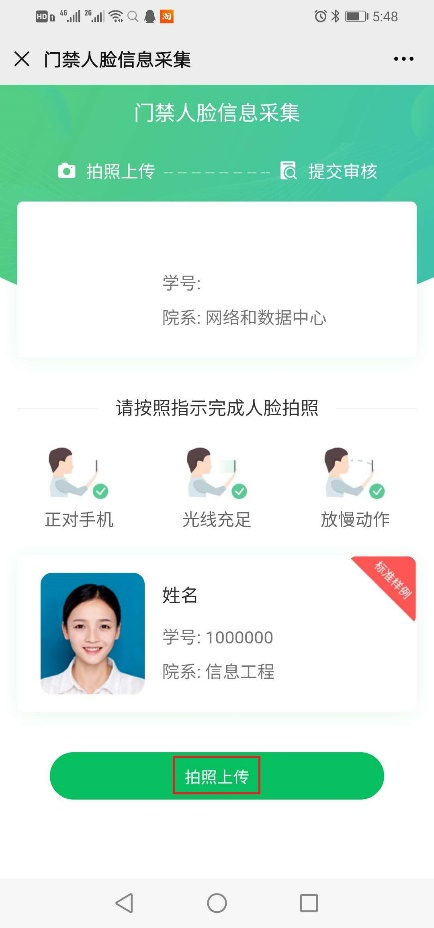 HD 4G 2G 淘 5:48
门禁人脸信息采集
门禁人脸信息采集
拍照上传 提交审核
学号:
院系: 网络和数据中心
请按照指示完成人脸拍照
正对手机 光线充足 放慢动作
标准样例
姓名
学号: 1000000
院系: 信息工程
拍照上传